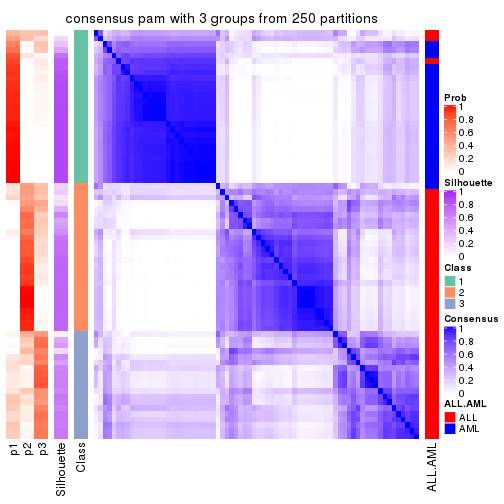 consensus pam with 3 groups from 250 partitions
Prob
1
0.8
0.6
0.4
0.2
0
Silhouette
1
0.8
0.6
0.4
0.2
0
Class
1
2
3
Consensus
1
0.8
0.6
0.4
0.2
0
ALL.AML
ALL
AML
p1
p2
p3
Silhouette
Class
ALL.AML